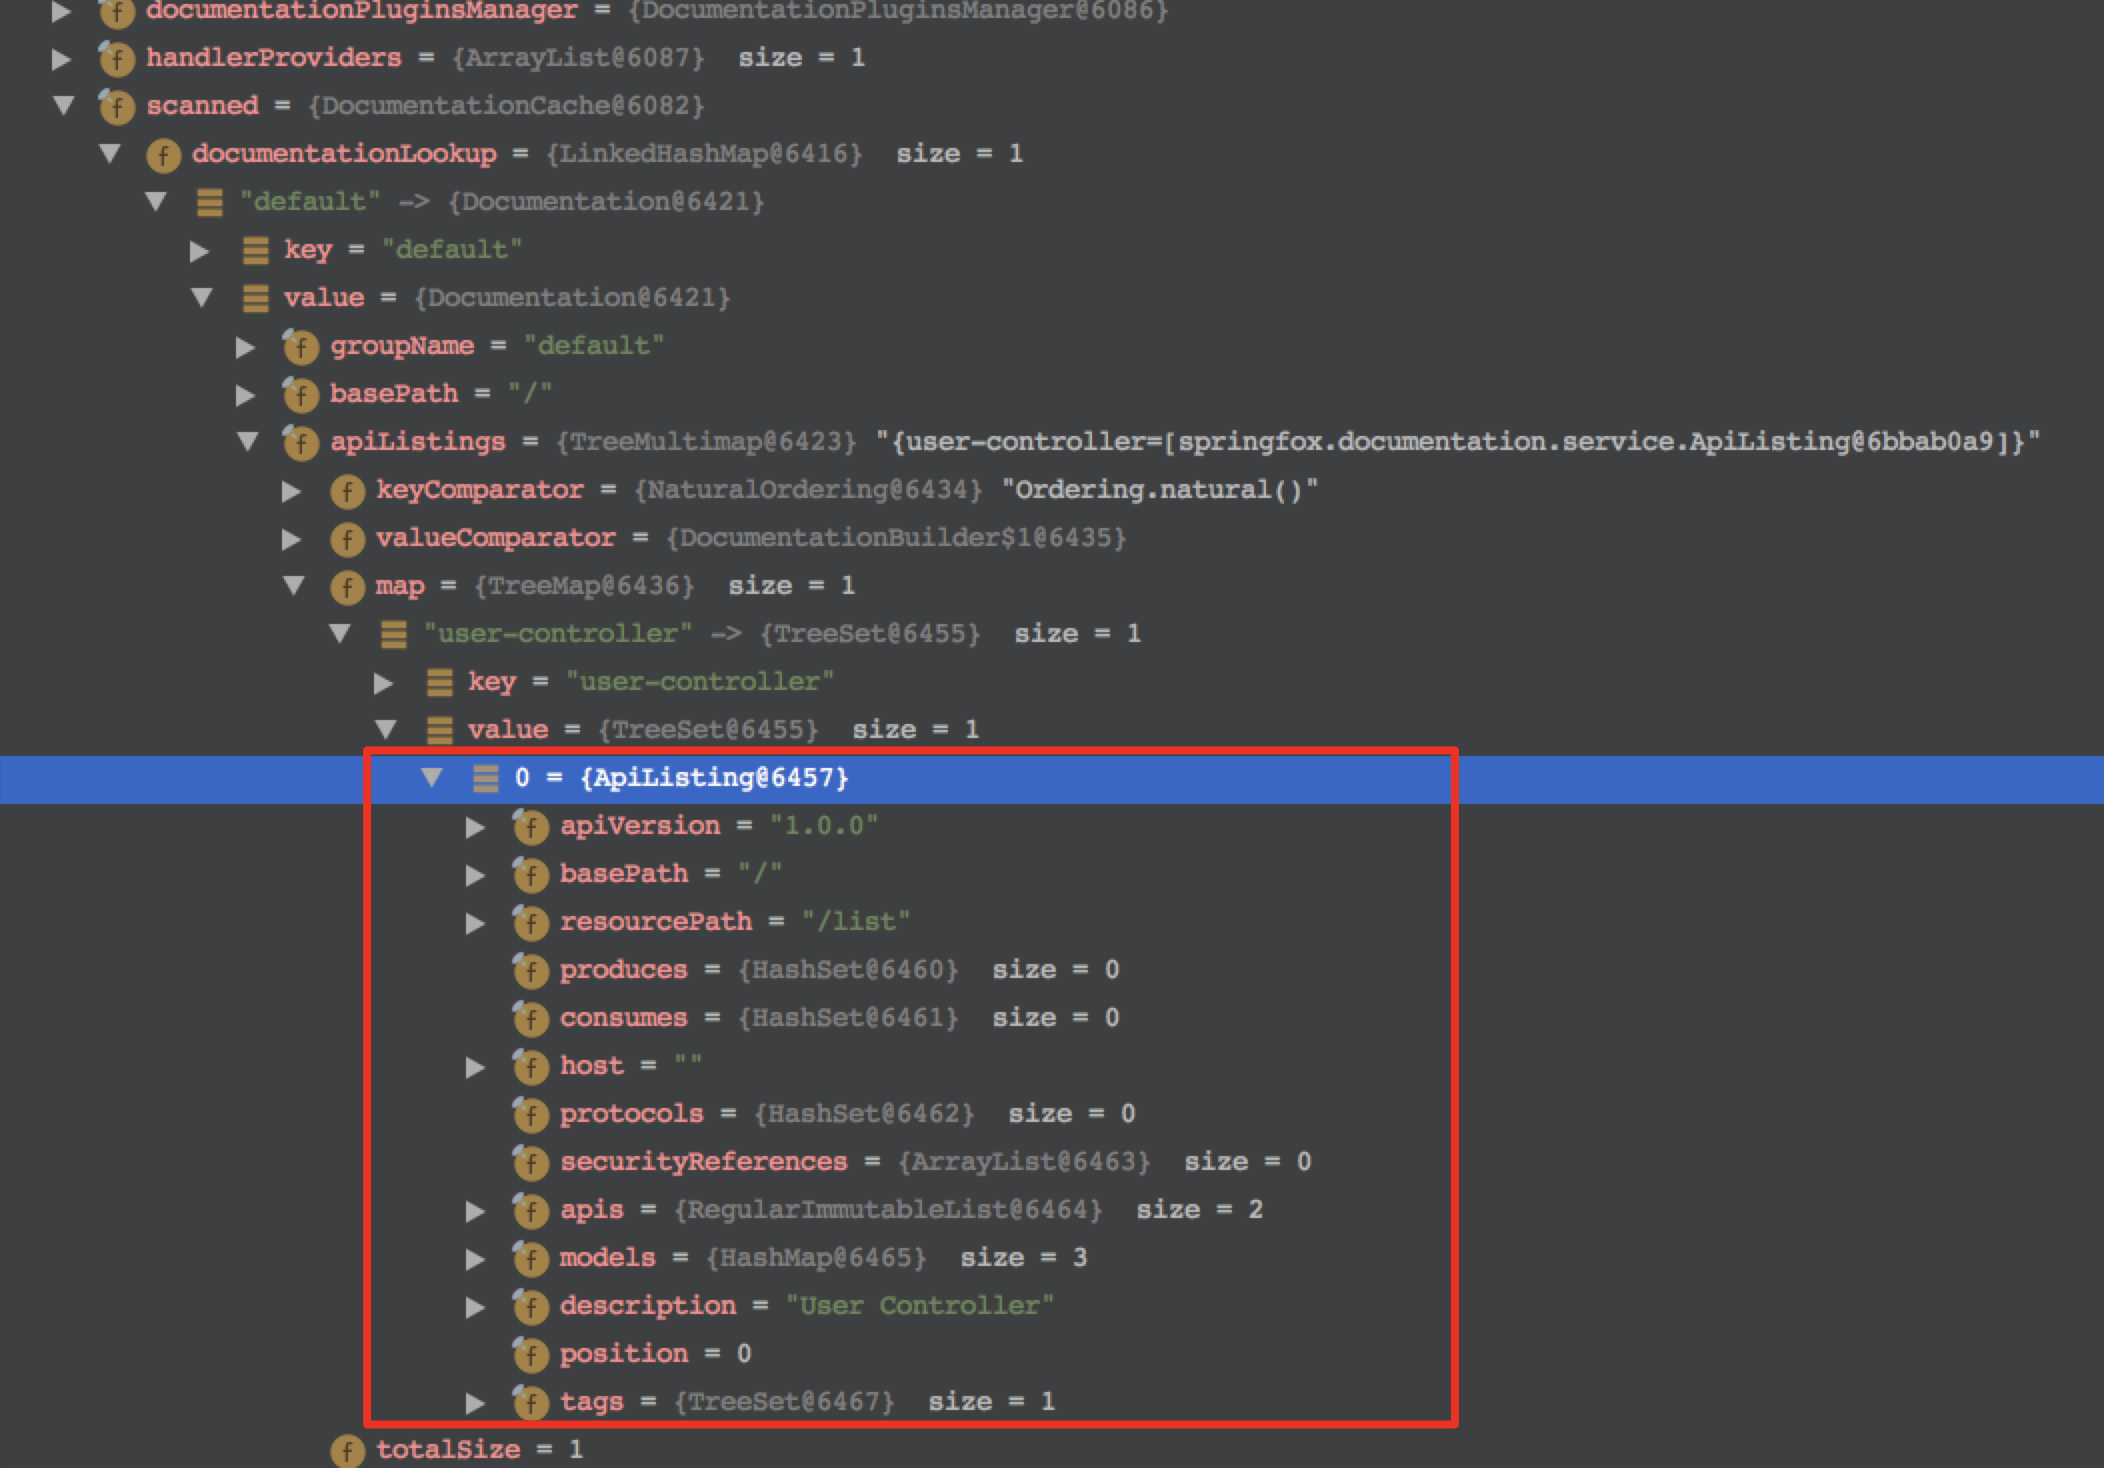 documentationPluginsManager = {DocumentationPluginsManager@6086}
handlerProviders = {ArrayList@6087} size = 1
scanned = {DocumentationCache@6082}
documentationLookup = {LinkedHashMap@6416} size = 1
"default" -> {Documentation@6421}
key = "default"
value = {Documentation@6421}
groupName = "default"
basePath = "/"
apiListings = {TreeMultimap@6423} "{user-controller=[springfox.documentation.service.ApiListing@6bbab0a9]}"
keyComparator = {NaturalOrdering@6434} "Ordering.natural()"
valueComparator = {DocumentationBuilder$1@6435}
map = {TreeMap@6436} size = 1
"user-controller" -> {TreeSet@6455} size = 1
key = "user-controller"
value = {TreeSet@6455} size = 1
0 = {ApiListing@6457}
apiVersion = "1.0.0"
basePath = "/"
resourcePath = "/list"
produces = {HashSet@6460} size = 0
consumes = {HashSet@6461} size = 0
host = ""
protocols = {HashSet@6462} size = 0
securityReferences = {ArrayList@6463} size = 0
apis = {RegularImmutableList@6464} size = 2
models = {HashMap@6465} size = 3
description = "User Controller"
position = 0
tags = {TreeSet@6467} size = 1
totalSize = 1